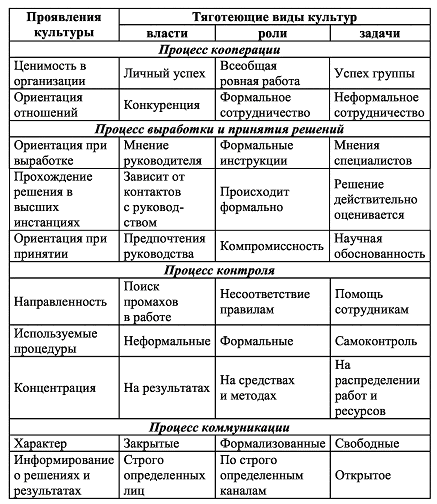 Проявления культуры
Тяготеющие виды культур
власти
роли
задачи
Процесс кооперации
Ценимость в организации
Личный успех
Всеобщая ровная работа
Успех группы
Ориентация отношений
Конкуренция
Формальное сотрудничество
Неформальное сотрудничество
Процесс выработки и принятия решений
Ориентация при выработке
Мнение руководителя
Формальные инструкции
Мнения специалистов
Прохождение решения в высших инстанциях
Зависит от контактов с руковод-ством
Происходит формально
Решение действительно оценивается
Ориентация при принятии
Предпочтения руководства
Компромиссность
Научная обоснованность
Процесс контроля
Направленность
Поиск промахов в работе
Несоответствие правилам
Помощь сотрудникам
Используемые процедуры
Неформальные
Формальные
Самоконтроль
Концентрация
На результатах
На средствах и методах
На распределении работ и ресурсов
Процесс коммуникации
Характер
Закрытые
Формализованные
Свободные
Информирование о решениях и результатах
Строго определенных лиц
По строго определенным каналам
Открытое